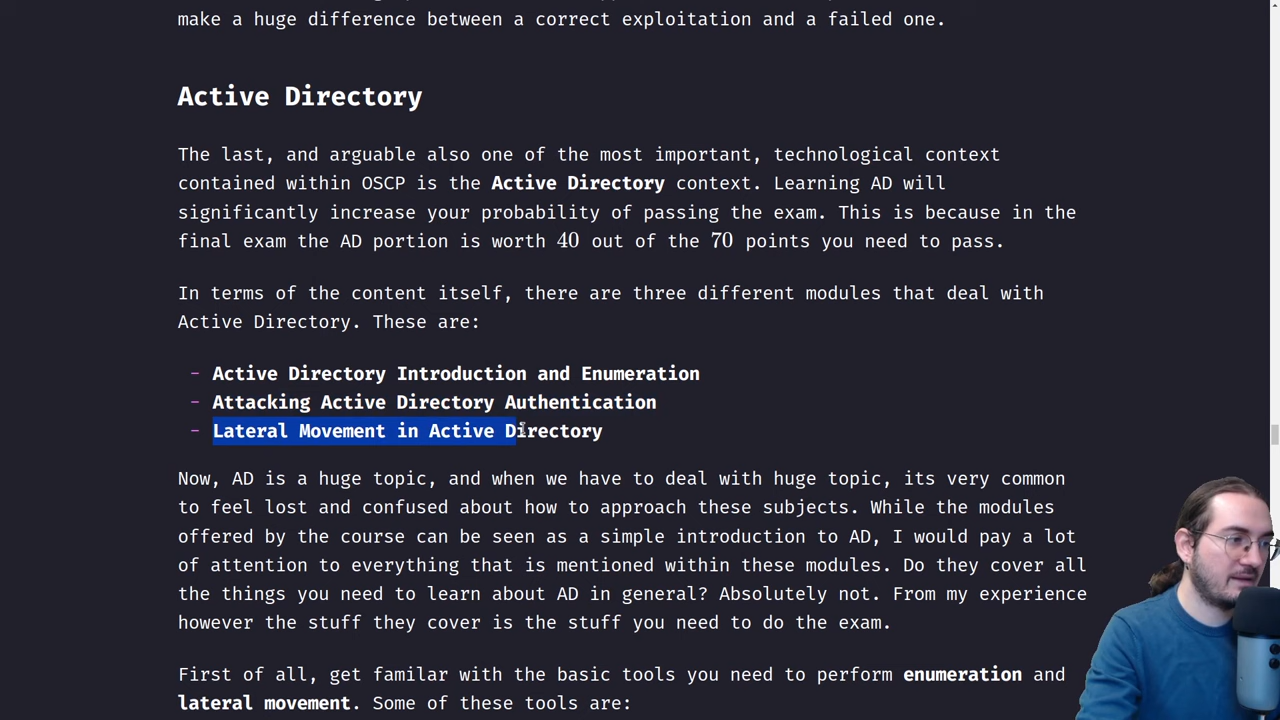 make a huge difference between a correct exploitation and a failed one.
Active Directory
The last, and arguable also one of the most important, technological context
contained within OSCP is the Active Directory context. Learning AD will
significantly increase your probability of passing the exam. This is because in the
final exam the AD portion is worth 40 out of the 70 points you need to pass.
In terms of the content itself, there are three different modules that deal with
Active Directory. These are:
- Active Directory Introduction and Enumeration
- Attacking Active Directory Authentication
- Lateral Movement in Active Directory
Now, AD is a huge topic, and when we have to deal with huge topic, its very common
to feel lost and confused about how to approach these subjects. While the modules
offered by the course can be seen as a simple introduction to AD, I would pay a lot
of attention to everything that is mentioned within these modules. Do they cover all
the things you need to learn about AD in general? Absolutely not. From my experience
however the stuff they cover is the stuff you need to do the exam.
First of all, get familar with the basic tools you need to perform enumeration and
lateral movement. Some of these tools are: